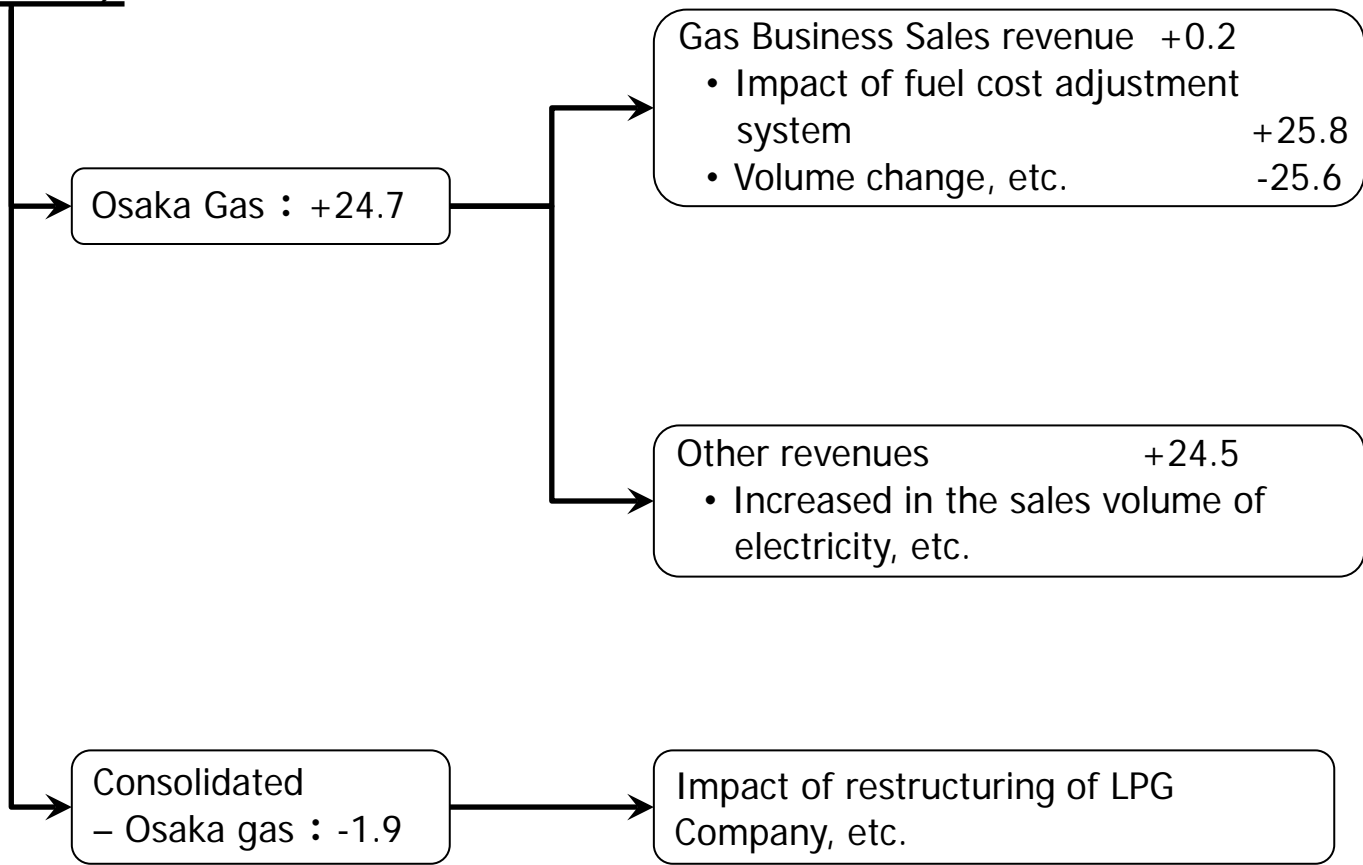 Gas Business Sales revenue +0.2
• Impact of fuel cost adjustment
system +25.8
• Volume change, etc. -25.6
Osaka Gas : +24.7
Other revenues +24.5
• Increased in the sales volume of
electricity, etc.
Consolidated
– Osaka gas : -1.9
Impact of restructuring of LPG
Company, etc.